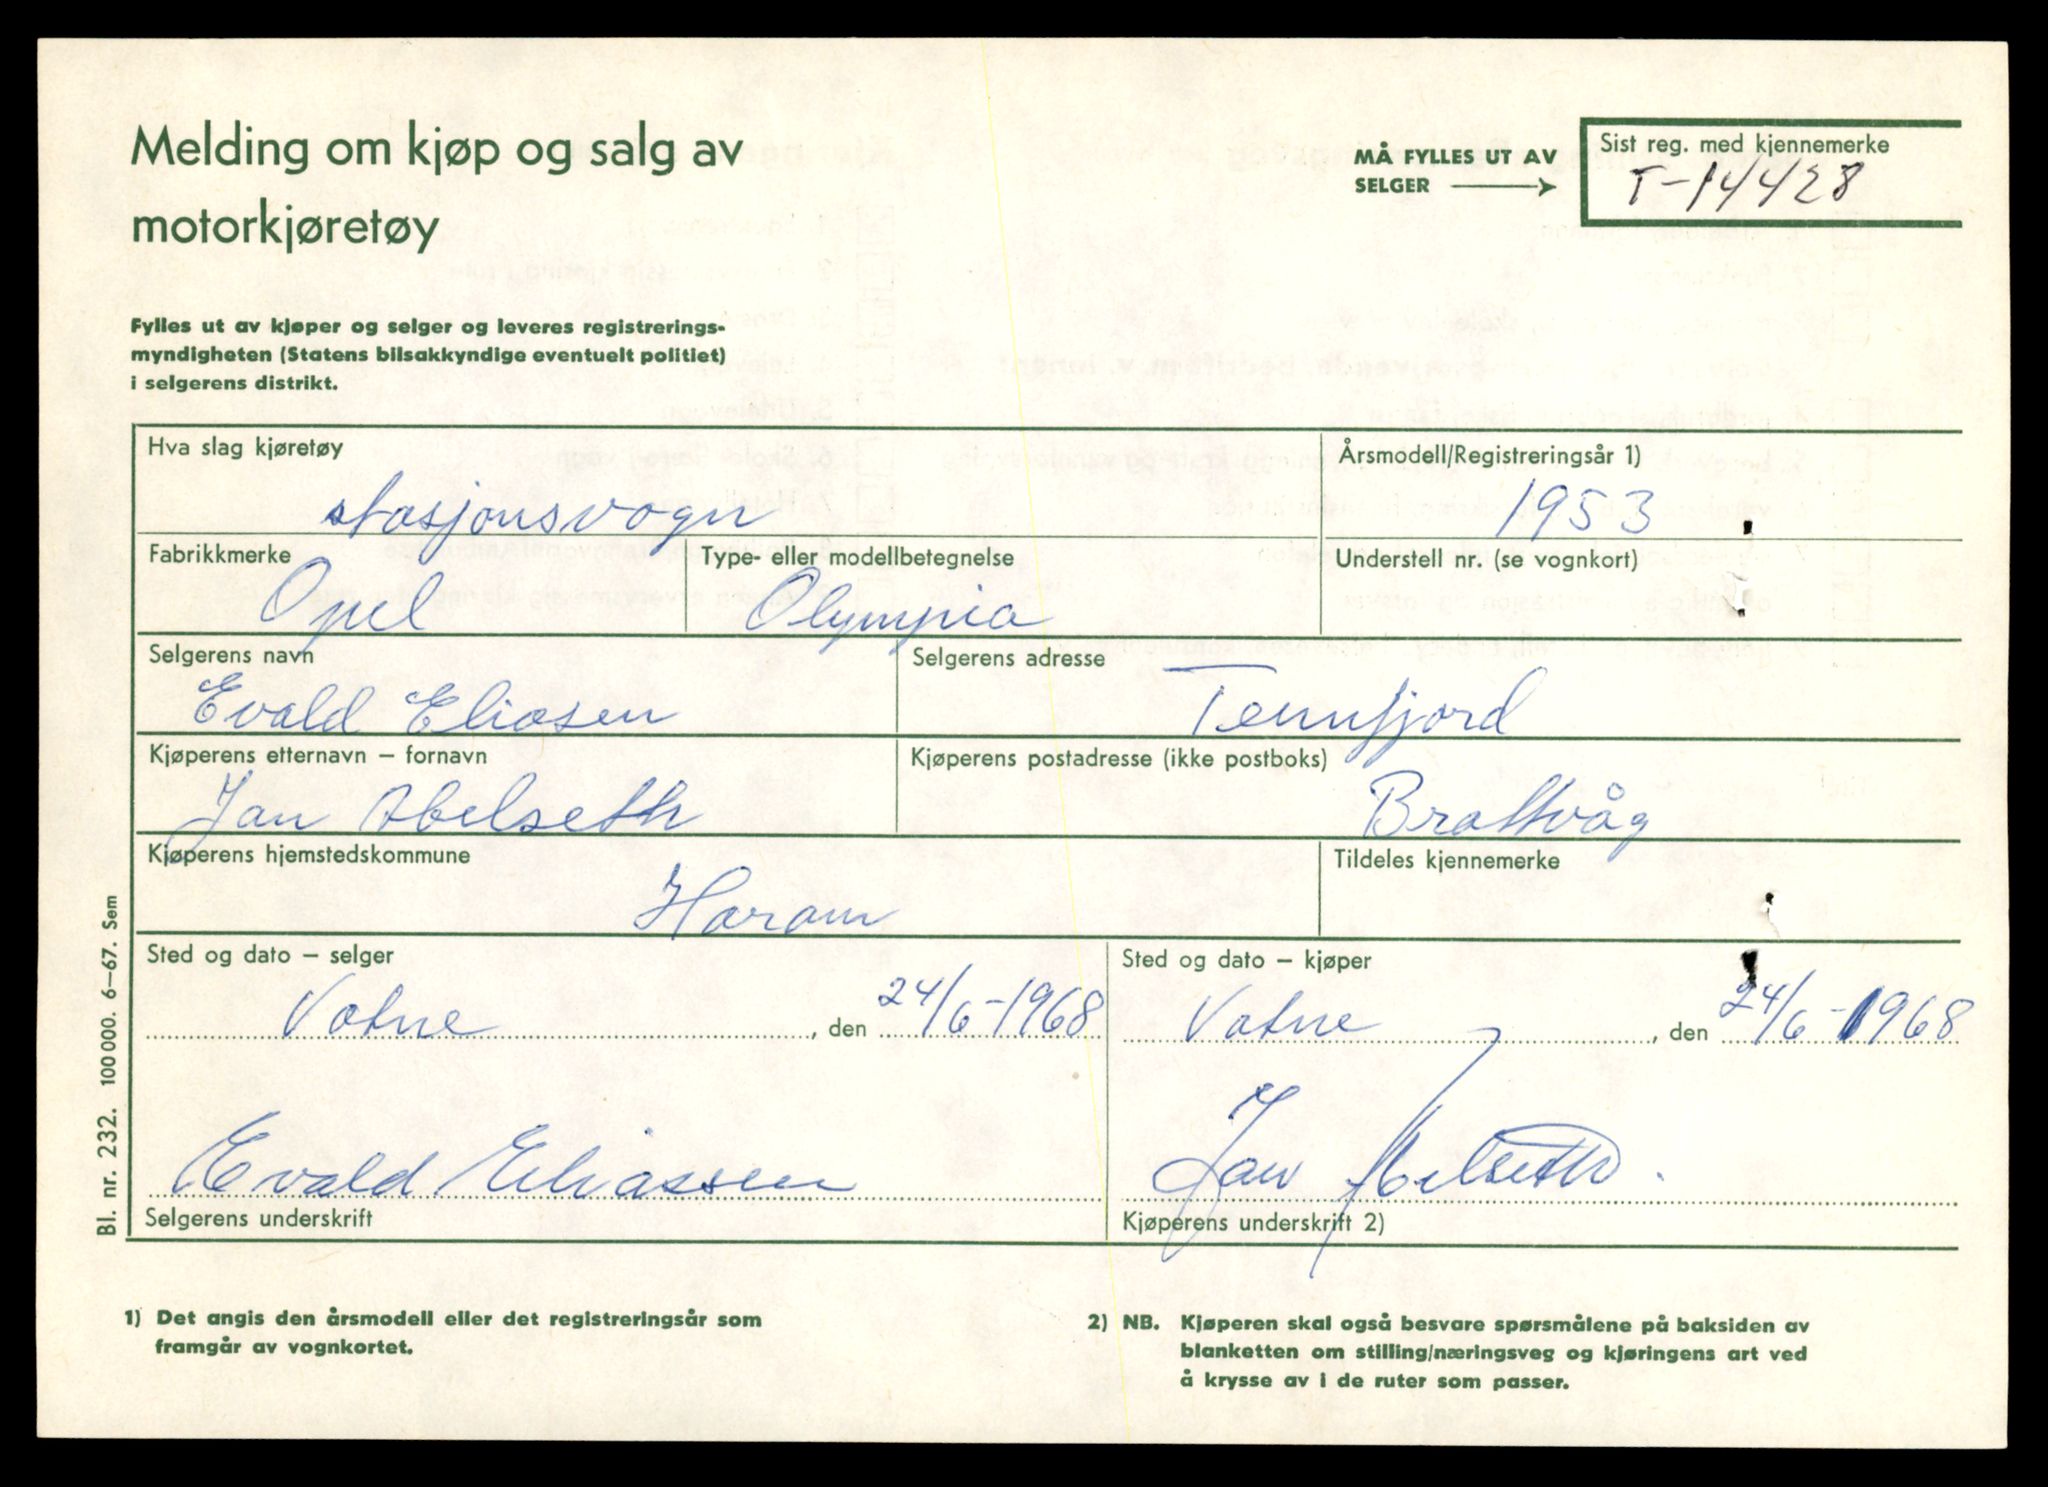 Melding om kjøp og salg av
motorkjøretøy
MÅ FYLLES UT AV
SELGER
Sist reg. med kjennemerke
T-14428
Fylles ut av kjøper og selger og leveres registrerings-
myndigheten (Statens bilsakkyndige eventuelt politiet)
i selgerens distrikt.
Hva slag kjøretøy
stasjonsvogn
Årsmodell/Registreringsår 1)
1953
Fabrikkmerke
Opel
Type- eller modellbetegnelse
Olympia
Understell nr. (se vognkort)
Selgerens navn
Evald Eliasen
Selgerens adresse
Tennfjord
Kjøperens etternavn – fornavn
Jan Abelseth
Kjøperens postadresse (ikke postboks)
Brattvåg
Kjøperens hjemstedskommune
Haram
Tildeles kjennemerke
Sted og dato – selger
Vatne, den 24/6-1968
Sted og dato – kjøper
Vatne, den 24/6-1968
Evald Eliassen
Selgerens underskrift
Jan Abelseth.
Kjøperens underskrift 2)
Bl. nr. 232. 100 000. 6–67. Sem
1) Det angis den årsmodell eller det registreringsår som
framgår av vognkortet.
2) NB. Kjøperen skal også besvare spørsmålene på baksiden av
blanketten om stilling/næringsveg og kjøringens art ved
å krysse av i de ruter som passer.